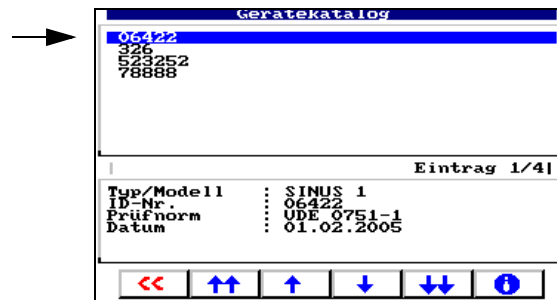 Gerätekatalog
06422
326
523252
78888
Eintrag 1/4
Typ/Modell : SINUS 1
ID-Nr. : 06422
Prüfnorm : VDE 0751-1
Datum : 01.02.2005
<<